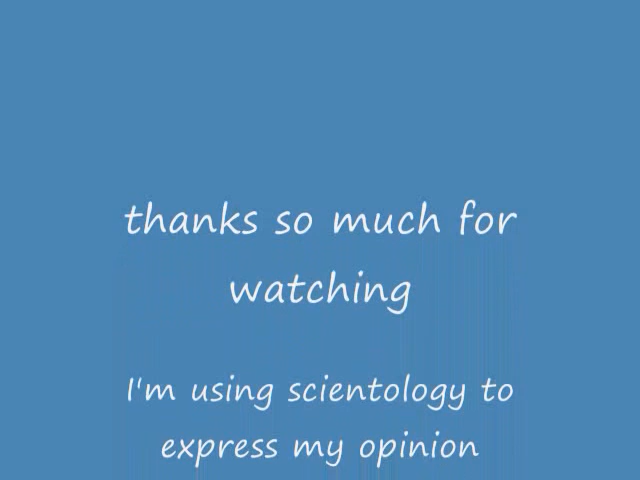 thanks so much for
watching
I'm using scientology to
express my opinion